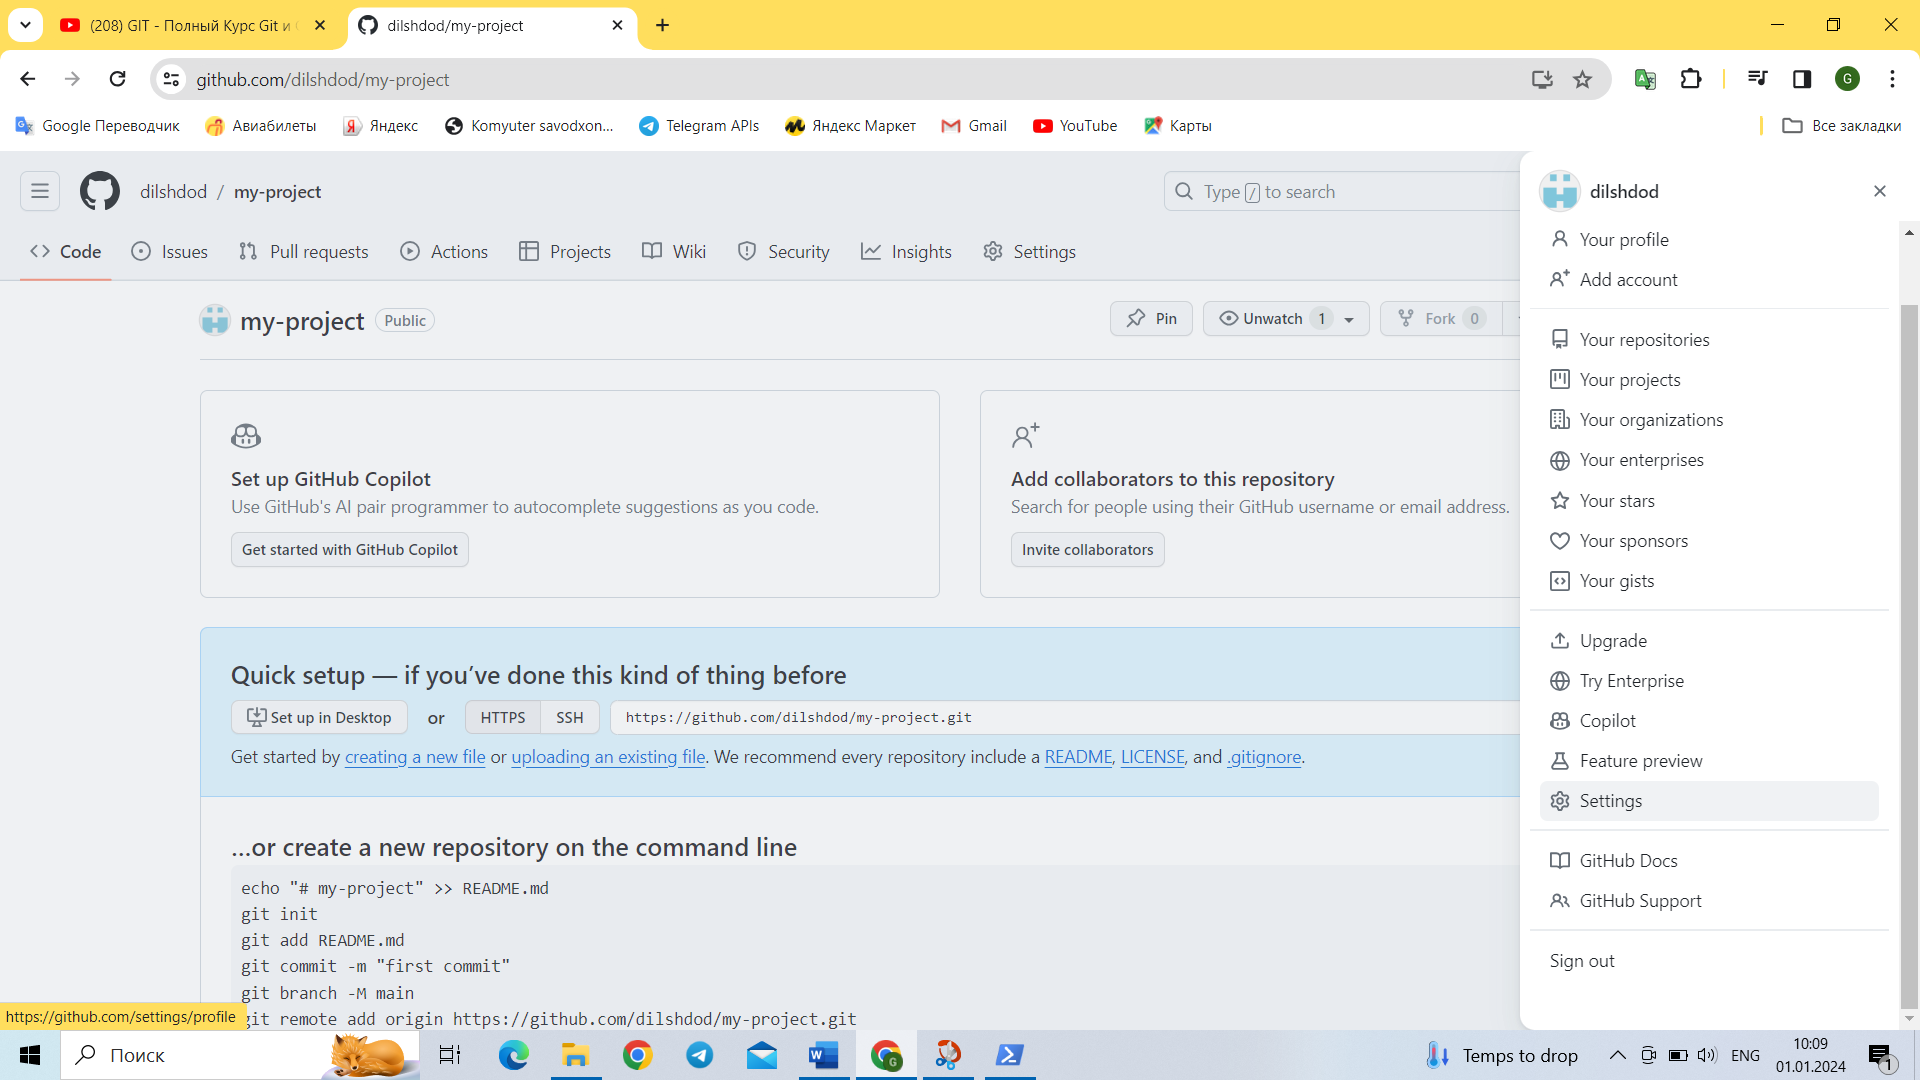 (208) GIT - Полный Курс Git и
dilshdod/my-project
github.com/dilshdod/my-project
G
Google Переводчик
Авиабилеты
Яндекс
Komyuter savodxon...
Telegram APIs
Яндекс Маркет
Gmail
YouTube
Карты
Все закладки
dilshdod / my-project
Type / to search
Code
Issues
Pull requests
Actions
Projects
Wiki
Security
Insights
Settings
my-project
Public
Pin
Unwatch 1
Fork 0
Set up GitHub Copilot
Use GitHub's AI pair programmer to autocomplete suggestions as you code.
Get started with GitHub Copilot
Add collaborators to this repository
Search for people using their GitHub username or email address.
Invite collaborators
Quick setup — if you’ve done this kind of thing before
Set up in Desktop or HTTPS SSH https://github.com/dilshdod/my-project.git
Get started by creating a new file or uploading an existing file. We recommend every repository include a README, LICENSE, and .gitignore.
…or create a new repository on the command line
echo "# my-project" >> README.md
git init
git add README.md
git commit -m "first commit"
git branch -M main
git remote add origin https://github.com/dilshdod/my-project.git
https://github.com/settings/profile
dilshdod
Your profile
Add account
Your repositories
Your projects
Your organizations
Your enterprises
Your stars
Your sponsors
Your gists
Upgrade
Try Enterprise
Copilot
Feature preview
Settings
GitHub Docs
GitHub Support
Sign out
Поиск
Temps to drop
ENG
10:09
01.01.2024
1